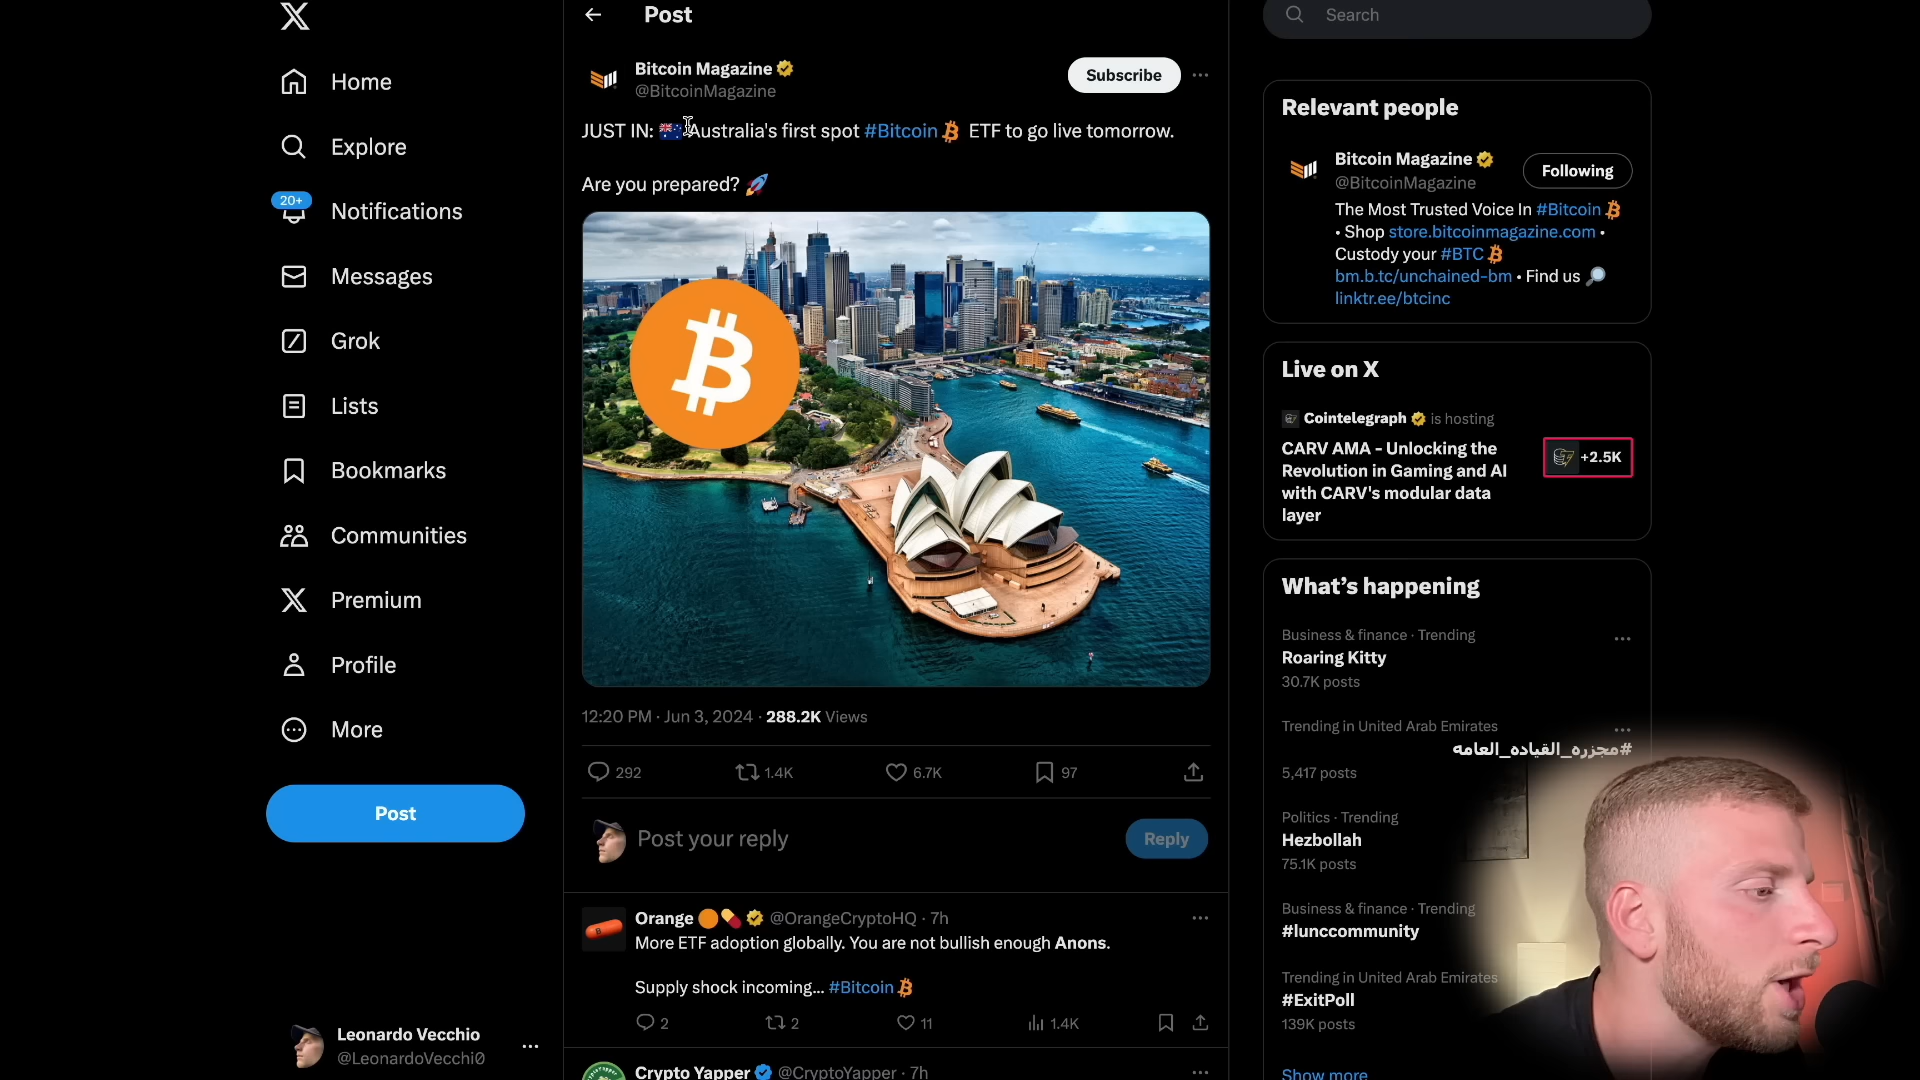 Home
Explore
20+
Notifications
Messages
Grok
Lists
Bookmarks
Communities
Premium
Profile
More
Post
Leonardo Vecchio
@LeonardoVecchi0
Post
Bitcoin Magazine
@BitcoinMagazine
Subscribe
JUST IN: Australia's first spot #Bitcoin ETF to go live tomorrow.
Are you prepared? 🚀
12:20 PM · Jun 3, 2024 · 288.2K Views
292 1.4K 6.7K 97
Post your reply
Reply
Orange 🟠💊 @OrangeCryptoHQ · 7h
More ETF adoption globally. You are not bullish enough Anons.
Supply shock incoming... #Bitcoin
2 2 11 1.4K
Crypto Yapper @CryptoYapper · 7h
Search
Relevant people
Bitcoin Magazine
@BitcoinMagazine
Following
The Most Trusted Voice In #Bitcoin
• Shop store.bitcoinmagazine.com •
Custody your #BTC
bm.b.tc/unchained-bm • Find us 🔎
linktr.ee/btcinc
Live on X
Cointelegraph is hosting
CARV AMA - Unlocking the
Revolution in Gaming and AI
with CARV's modular data
layer
+2.5K
What's happening
Business & finance · Trending
Roaring Kitty
30.7K posts
Trending in United Arab Emirates
#مجزره_القياده_العامه
5,417 posts
Politics · Trending
Hezbollah
75.1K posts
Business & finance · Trending
#lunccommunity
Trending in United Arab Emirates
#ExitPoll
139K posts
Show more